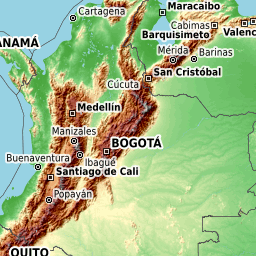 Maracaibo
Cartagena
Cabimas
ANAMÁ
Barquisimeto
Valenc
Mérida
Barinas
Cúcuta
San Cristóbal
Medellín
Manizales
BOGOTÁ
Buenaventura
Ibagué
Santiago de Cali
Popayán
QUITO